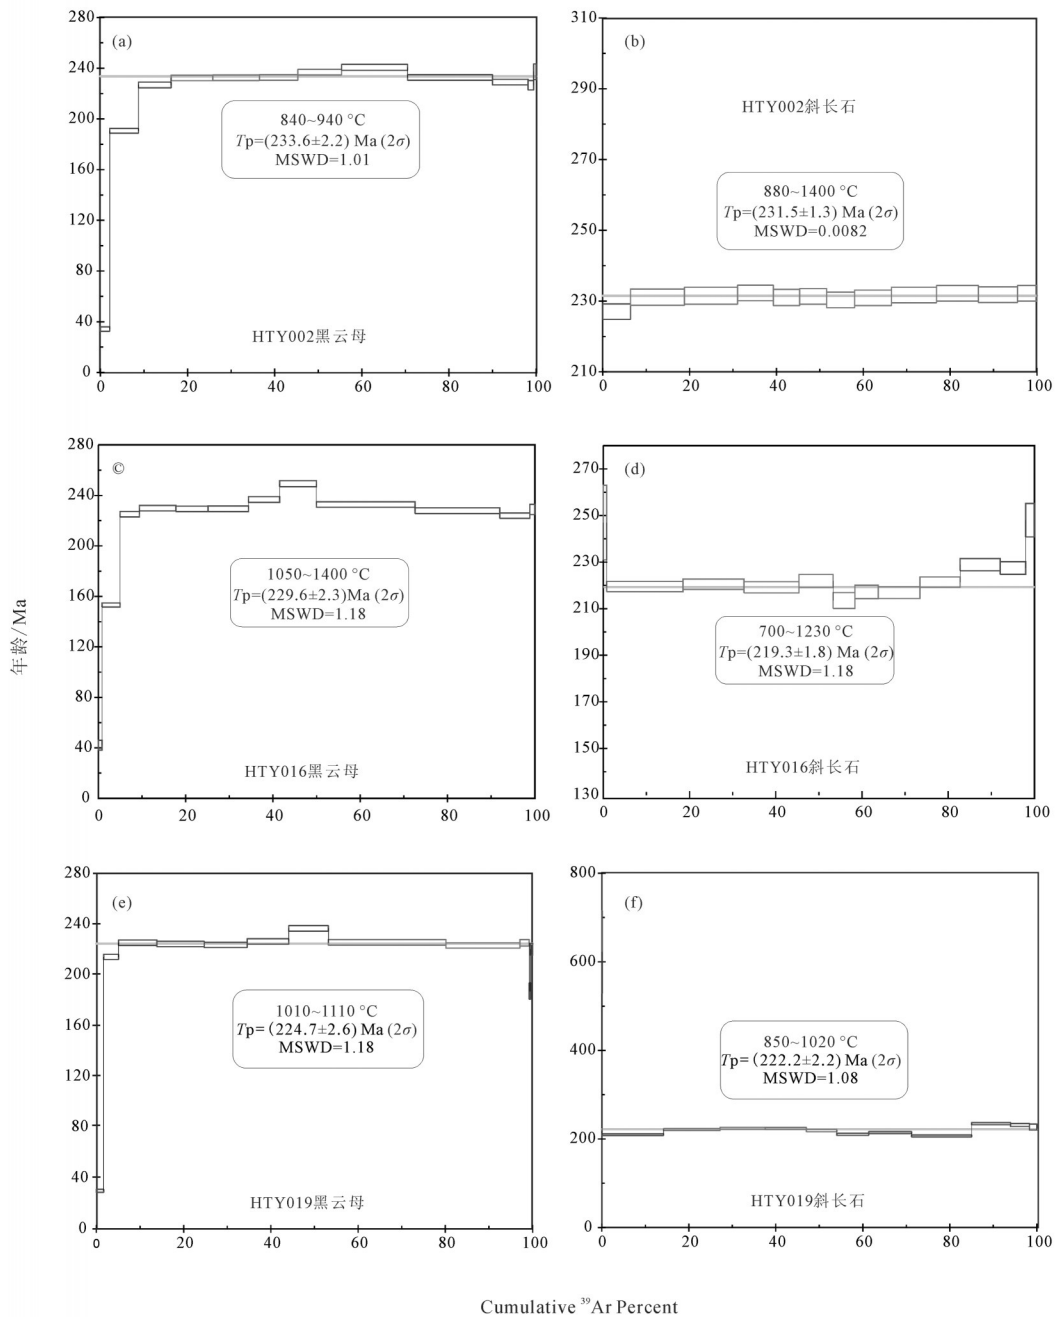 (a)
280
240
200
160
120
80
40
0
840~940 °C
Tp=(233.6±2.2) Ma (2σ)
MSWD=1.01
HTY002黑云母
0 20 40 60 80 100
(b)
310
290
270
250
230
210
HTY002斜长石
880~1400 °C
Tp=(231.5±1.3) Ma (2σ)
MSWD=0.0082
0 20 40 60 80 100
©
280
240
200
160
120
80
40
0
1050~1400 °C
Tp=(229.6±2.3)Ma (2σ)
MSWD=1.18
HTY016黑云母
0 20 40 60 80 100
(d)
270
250
230
210
190
170
150
130
700~1230 °C
Tp=(219.3±1.8) Ma (2σ)
MSWD=1.18
HTY016斜长石
0 20 40 60 80 100
年龄/Ma
(e)
280
240
200
160
120
80
40
0
1010~1110 °C
Tp=(224.7±2.6) Ma (2σ)
MSWD=1.18
HTY019黑云母
0 20 40 60 80 100
(f)
800
600
400
200
0
850~1020 °C
Tp=(222.2±2.2) Ma (2σ)
MSWD=1.08
HTY019斜长石
0 20 40 60 80 100
Cumulative ³⁹Ar Percent